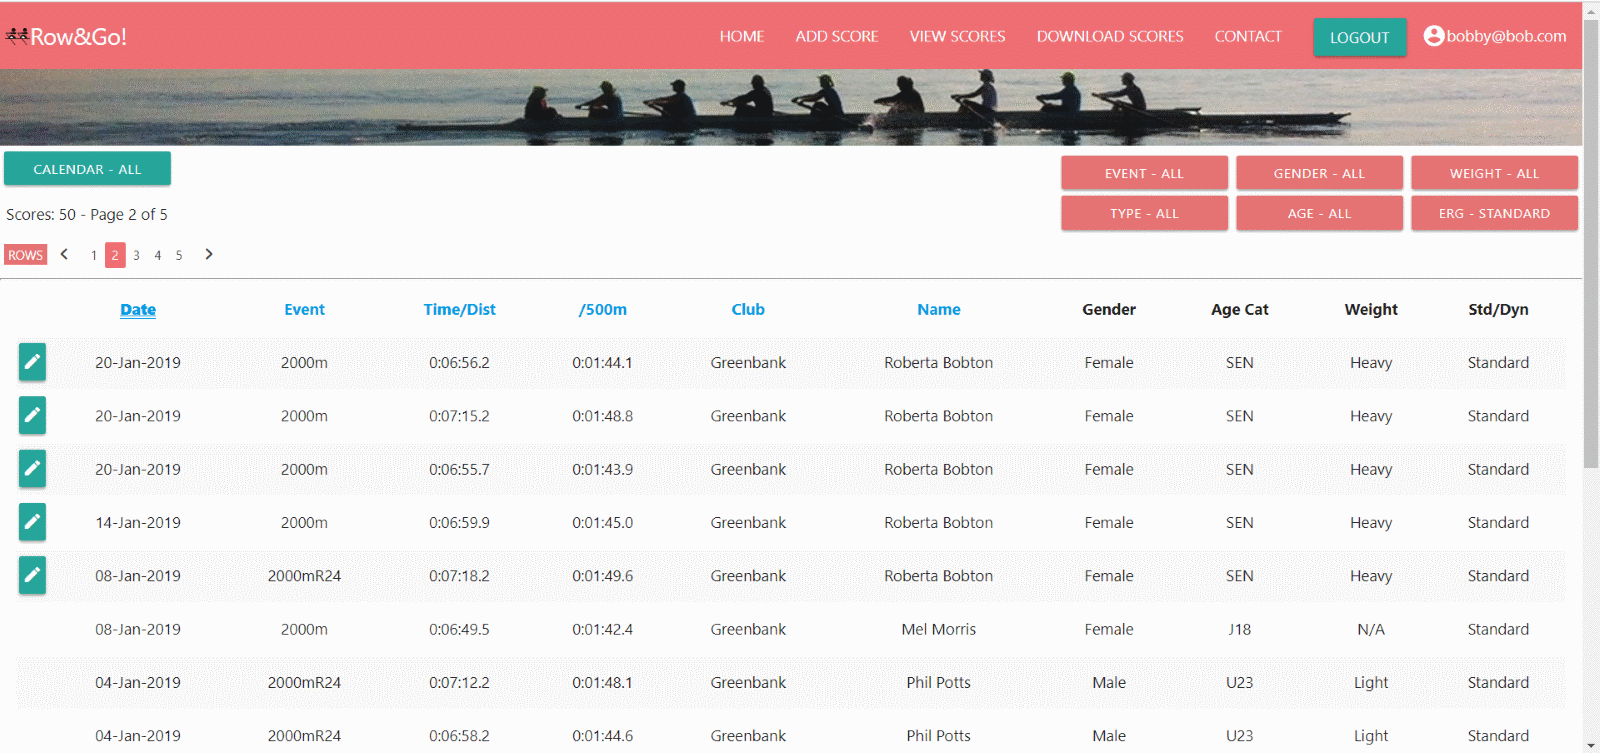 Row&Go! HOME ADD SCORE VIEW SCORES DOWNLOAD SCORES CONTACT LOGOUT bobby@bob.com
CALENDAR - ALL EVENT - ALL GENDER - ALL WEIGHT - ALL
Scores: 50 - Page 2 of 5 TYPE - ALL AGE - ALL ERG - STANDARD
ROWS 1 2 3 4 5
Date Event Time/Dist /500m Club Name Gender Age Cat Weight Std/Dyn
20-Jan-2019 2000m 0:06:56.2 0:01:44.1 Greenbank Roberta Bobton Female SEN Heavy Standard
20-Jan-2019 2000m 0:07:15.2 0:01:48.8 Greenbank Roberta Bobton Female SEN Heavy Standard
20-Jan-2019 2000m 0:06:55.7 0:01:43.9 Greenbank Roberta Bobton Female SEN Heavy Standard
14-Jan-2019 2000m 0:06:59.9 0:01:45.0 Greenbank Roberta Bobton Female SEN Heavy Standard
08-Jan-2019 2000mR24 0:07:18.2 0:01:49.6 Greenbank Roberta Bobton Female SEN Heavy Standard
08-Jan-2019 2000m 0:06:49.5 0:01:42.4 Greenbank Mel Morris Female J18 N/A Standard
04-Jan-2019 2000mR24 0:07:12.2 0:01:48.1 Greenbank Phil Potts Male U23 Light Standard
04-Jan-2019 2000mR24 0:06:58.2 0:01:44.6 Greenbank Phil Potts Male U23 Light Standard